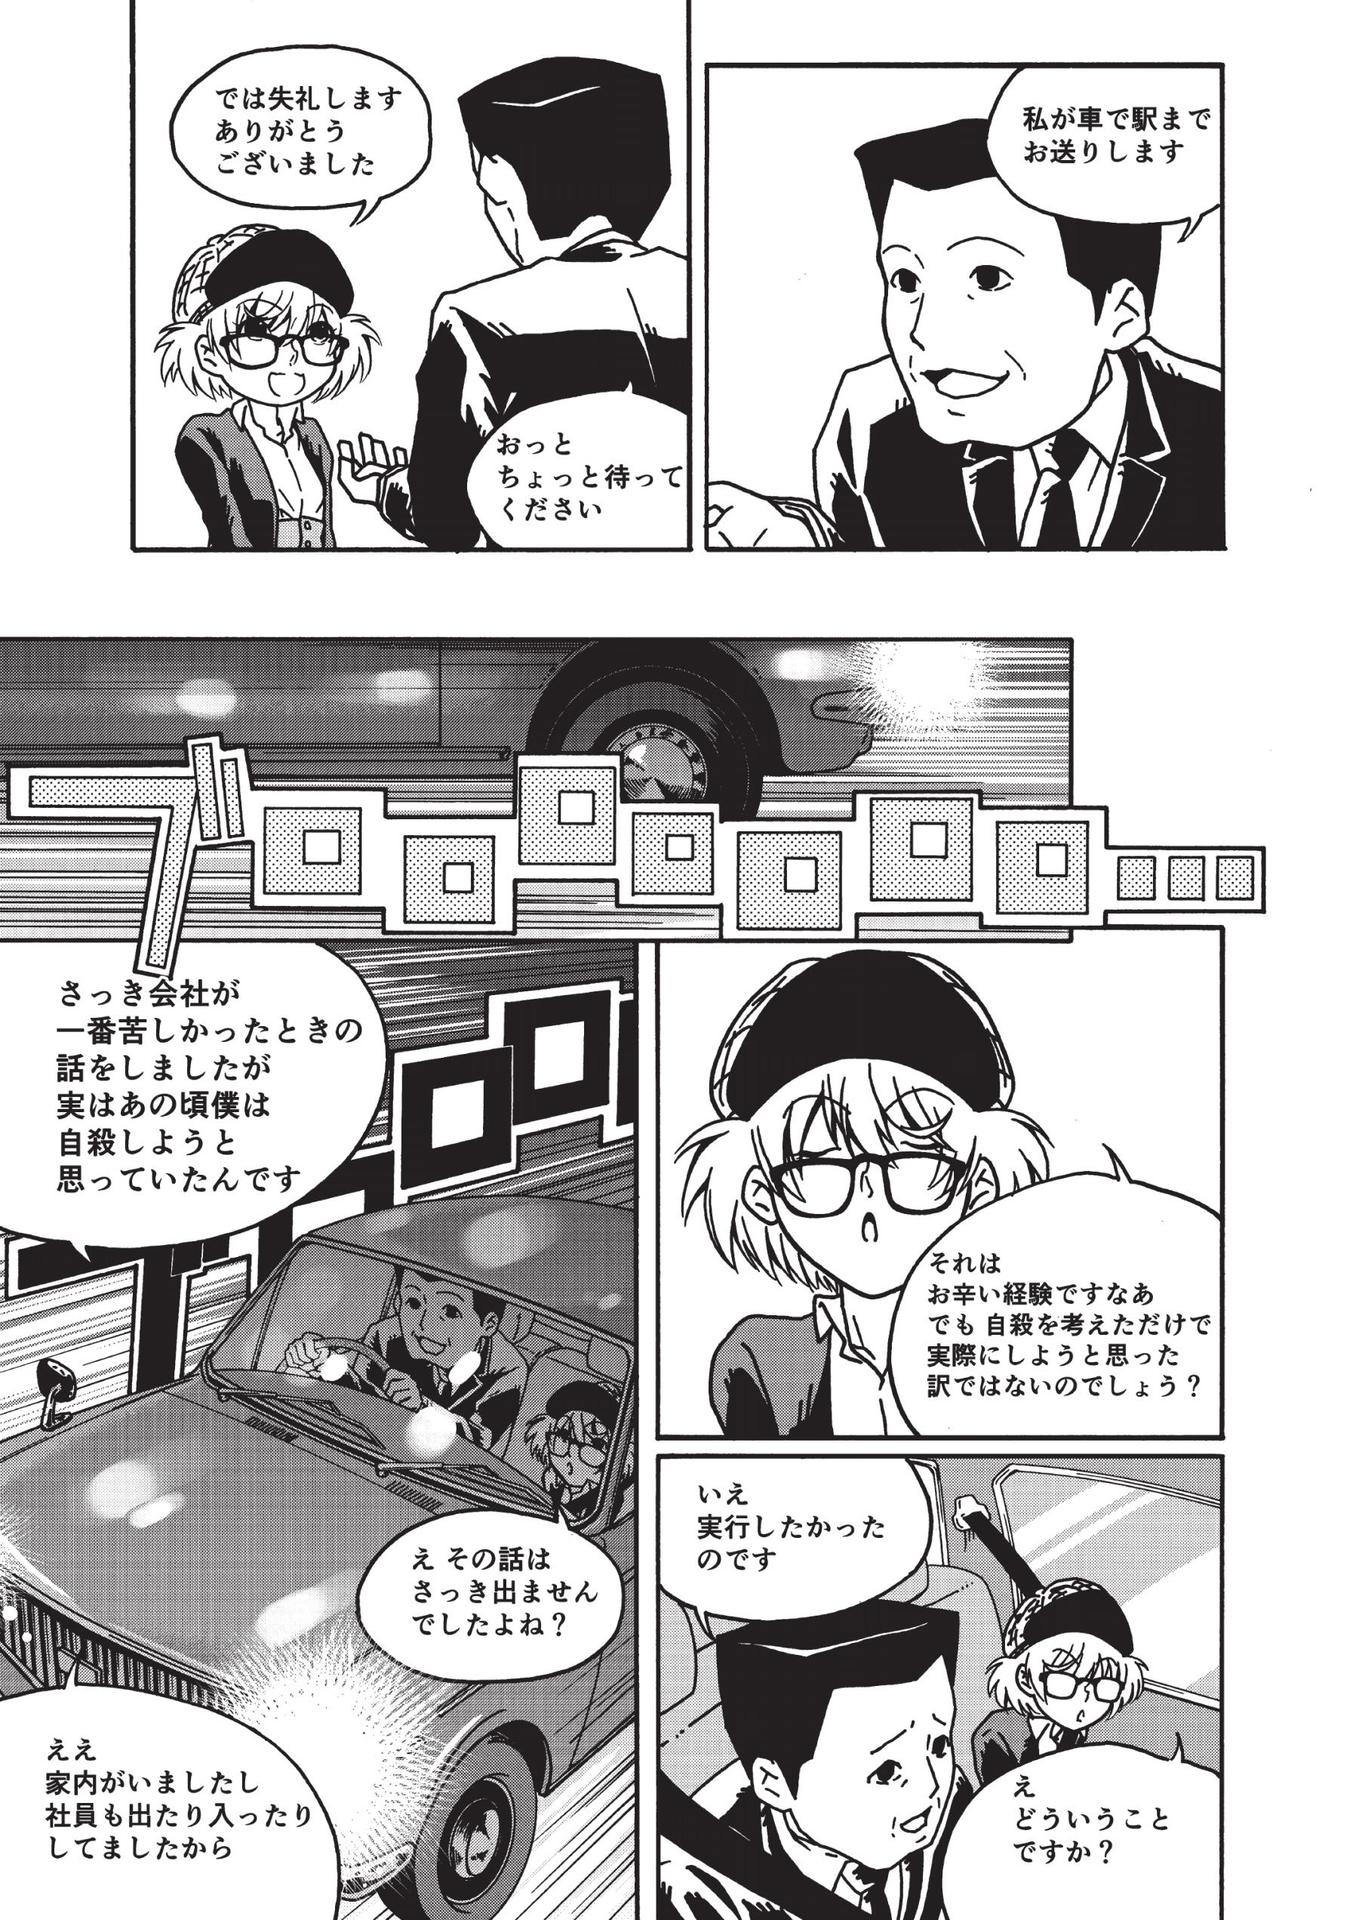 では失礼します
ありがとう
ございました
おっと
ちょっと待って
ください
私が車で駅まで
お送りします
ブロロロロロロロ…
さっき会社が
一番苦しかったときの
話をしましたが
実はあの頃僕は
自殺しようと
思っていたんです
え その話は
さっき出ません
でしたよね？
ええ
家内がいましたし
社員も出たり入ったり
してましたから
それは
お辛い経験ですなあ
でも 自殺を考えただけで
実際にしようと思った
訳ではないのでしょう？
いえ
実行したかった
のです
え
どういうこと
ですか？